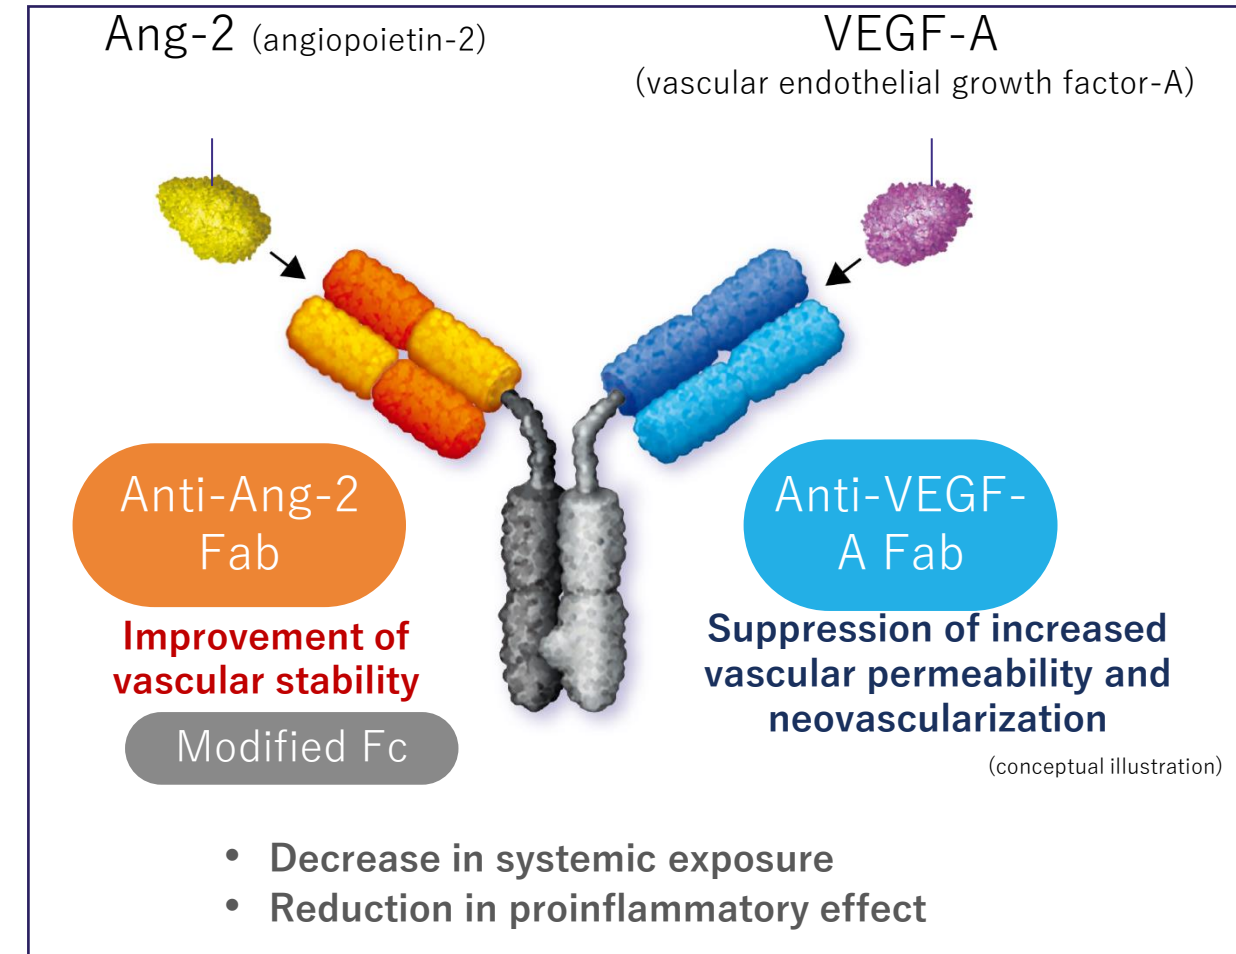 Ang-2 (angiopoietin-2)
VEGF-A
(vascular endothelial growth factor-A)
Anti-Ang-2
Fab
Anti-VEGF-
A Fab
Improvement of
vascular stability
Suppression of increased
vascular permeability and
neovascularization
Modified Fc
(conceptual illustration)
• Decrease in systemic exposure
• Reduction in proinflammatory effect